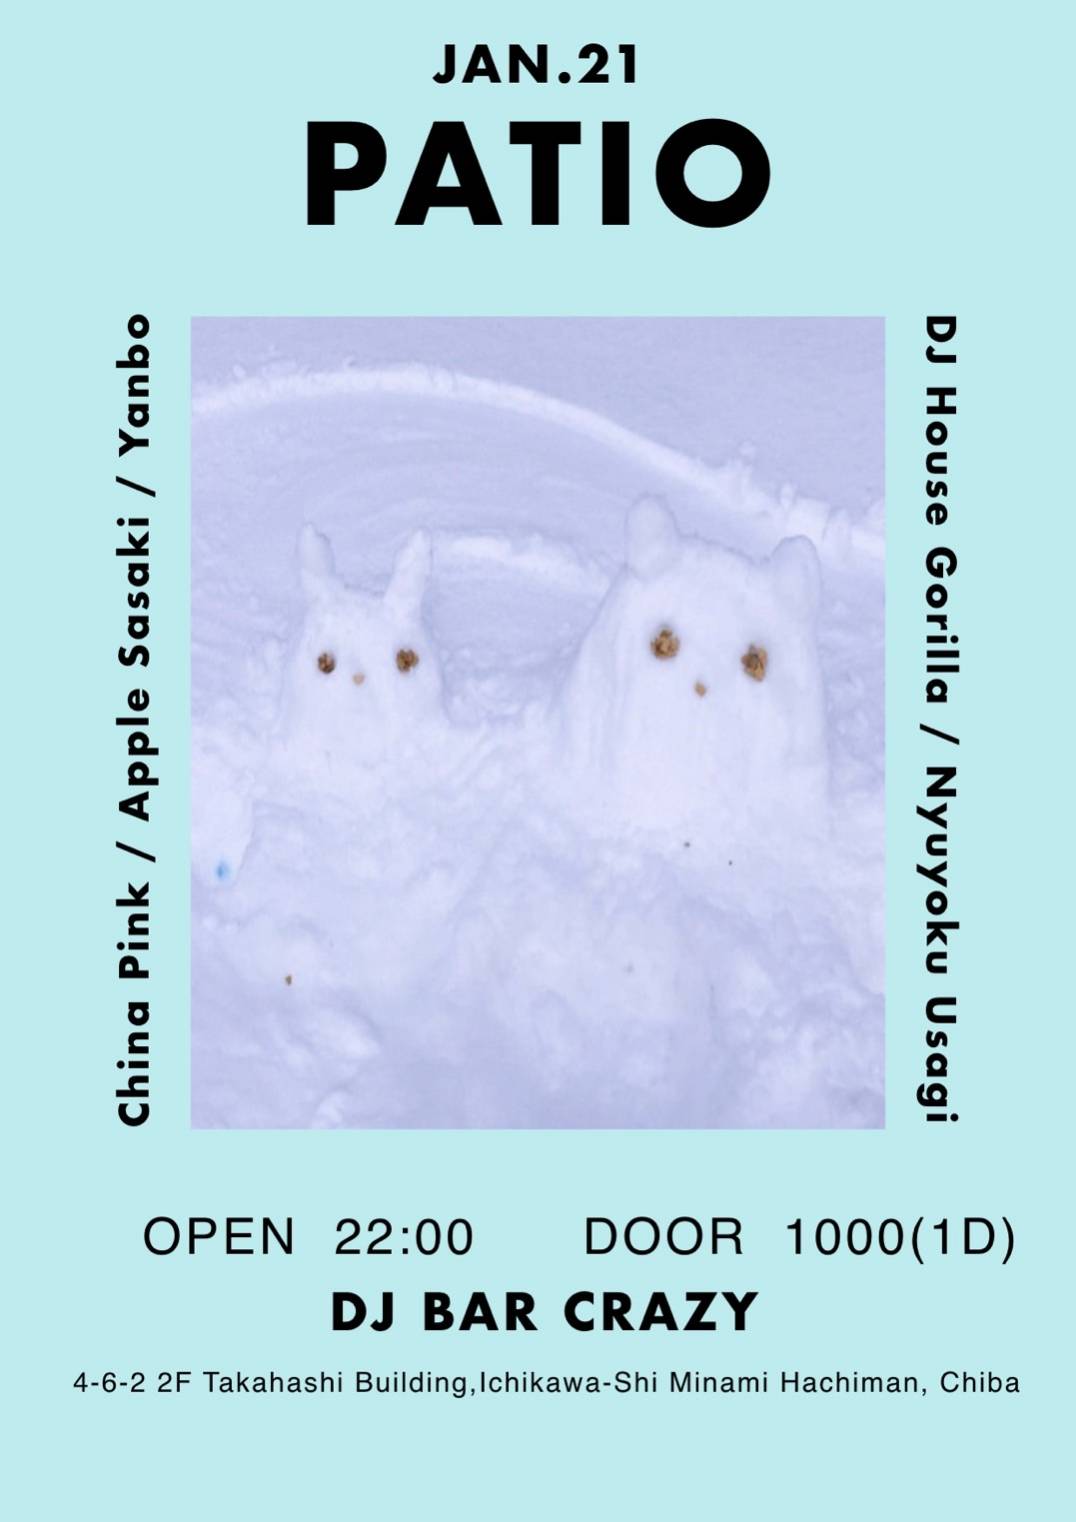 JAN.21
PATIO
China Pink / Apple Sasaki / Yanbo
DJ House Gorilla / Nyuyoku Usagi
OPEN 22:00 DOOR 1000(1D)
DJ BAR CRAZY
4-6-2 2F Takahashi Building,Ichikawa-Shi Minami Hachiman, Chiba